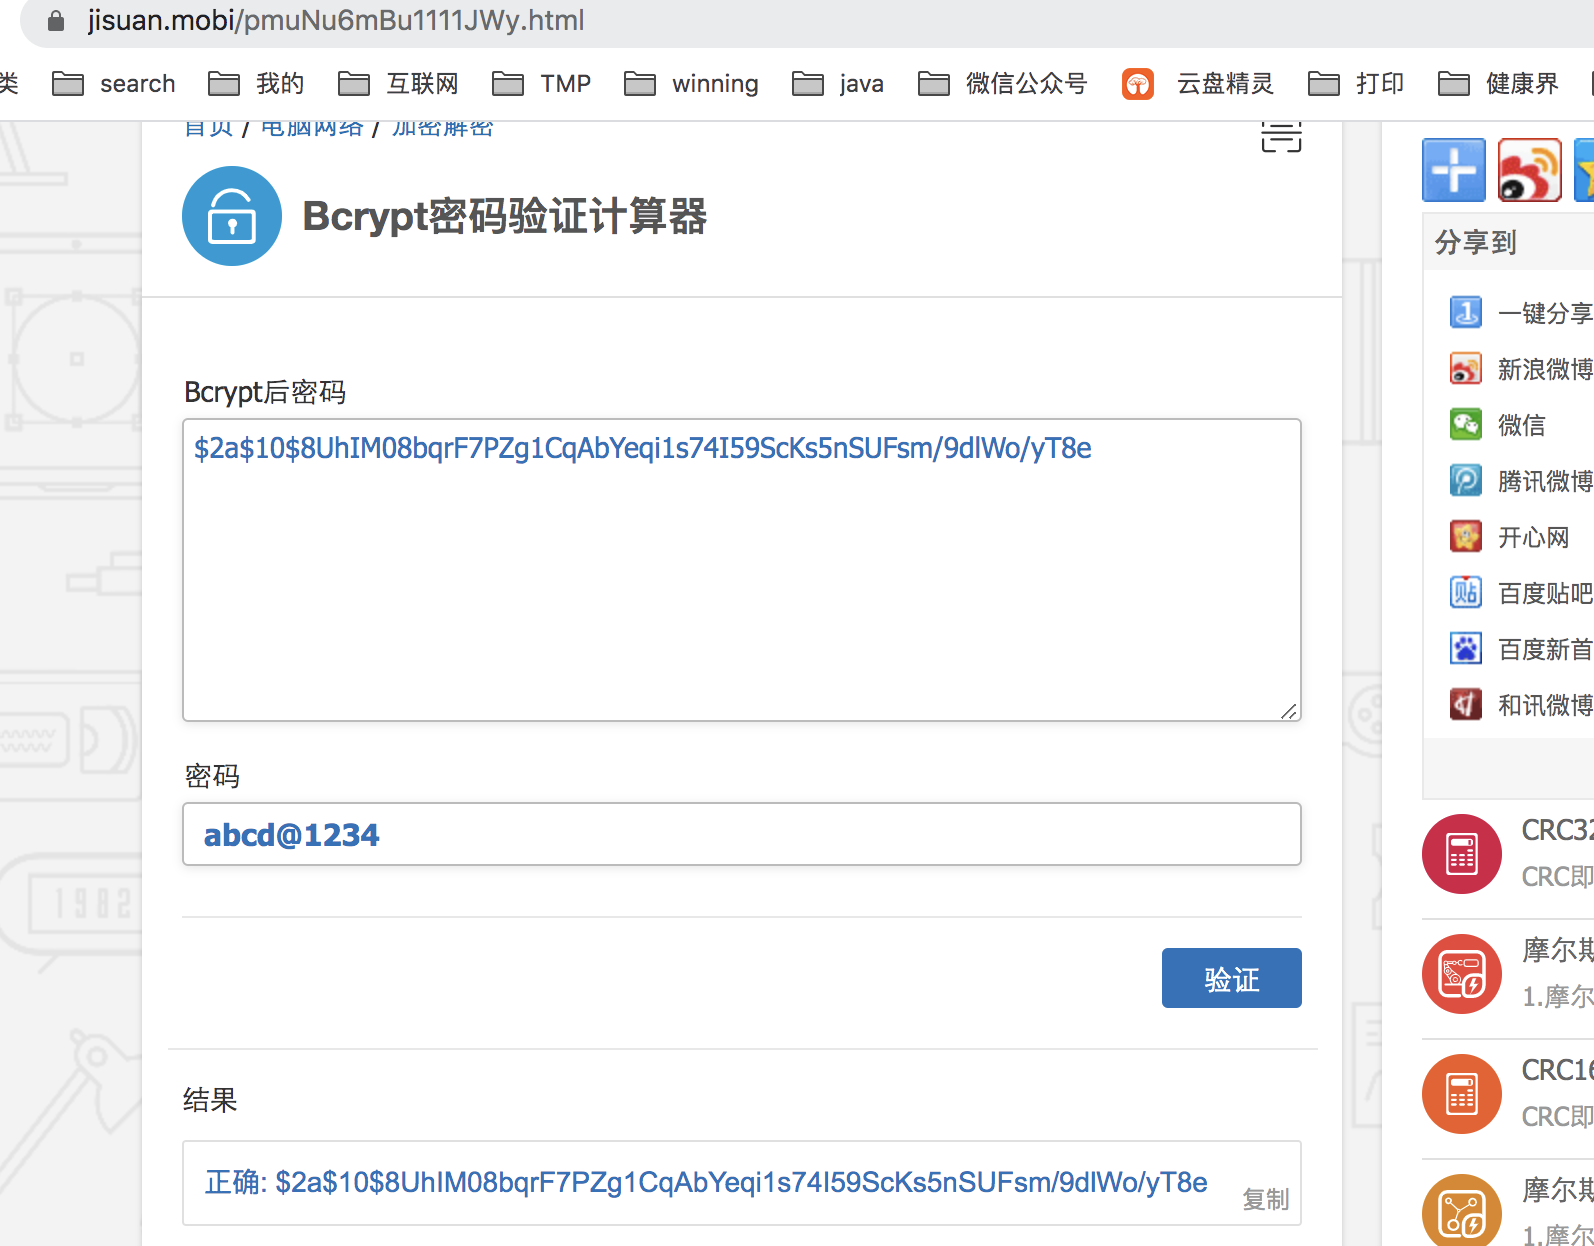 jisuan.mobi/pmuNu6mBu1111JWy.html
类 search 我的 互联网 TMP winning java 微信公众号 云盘精灵 打印 健康界
首页 / 电脑网络 / 加密解密
Bcrypt密码验证计算器
Bcrypt后密码
$2a$10$8UhIM08bqrF7PZg1CqAbYeqi1s74I59ScKs5nSUFsm/9dlWo/yT8e
密码
abcd@1234
验证
结果
正确: $2a$10$8UhIM08bqrF7PZg1CqAbYeqi1s74I59ScKs5nSUFsm/9dlWo/yT8e
复制
分享到
一键分享
新浪微博
微信
腾讯微博
开心网
百度贴吧
百度新首
和讯微博
CRC32
CRC即
摩尔斯
1.摩尔
CRC16
CRC即
摩尔斯
1.摩尔
1982